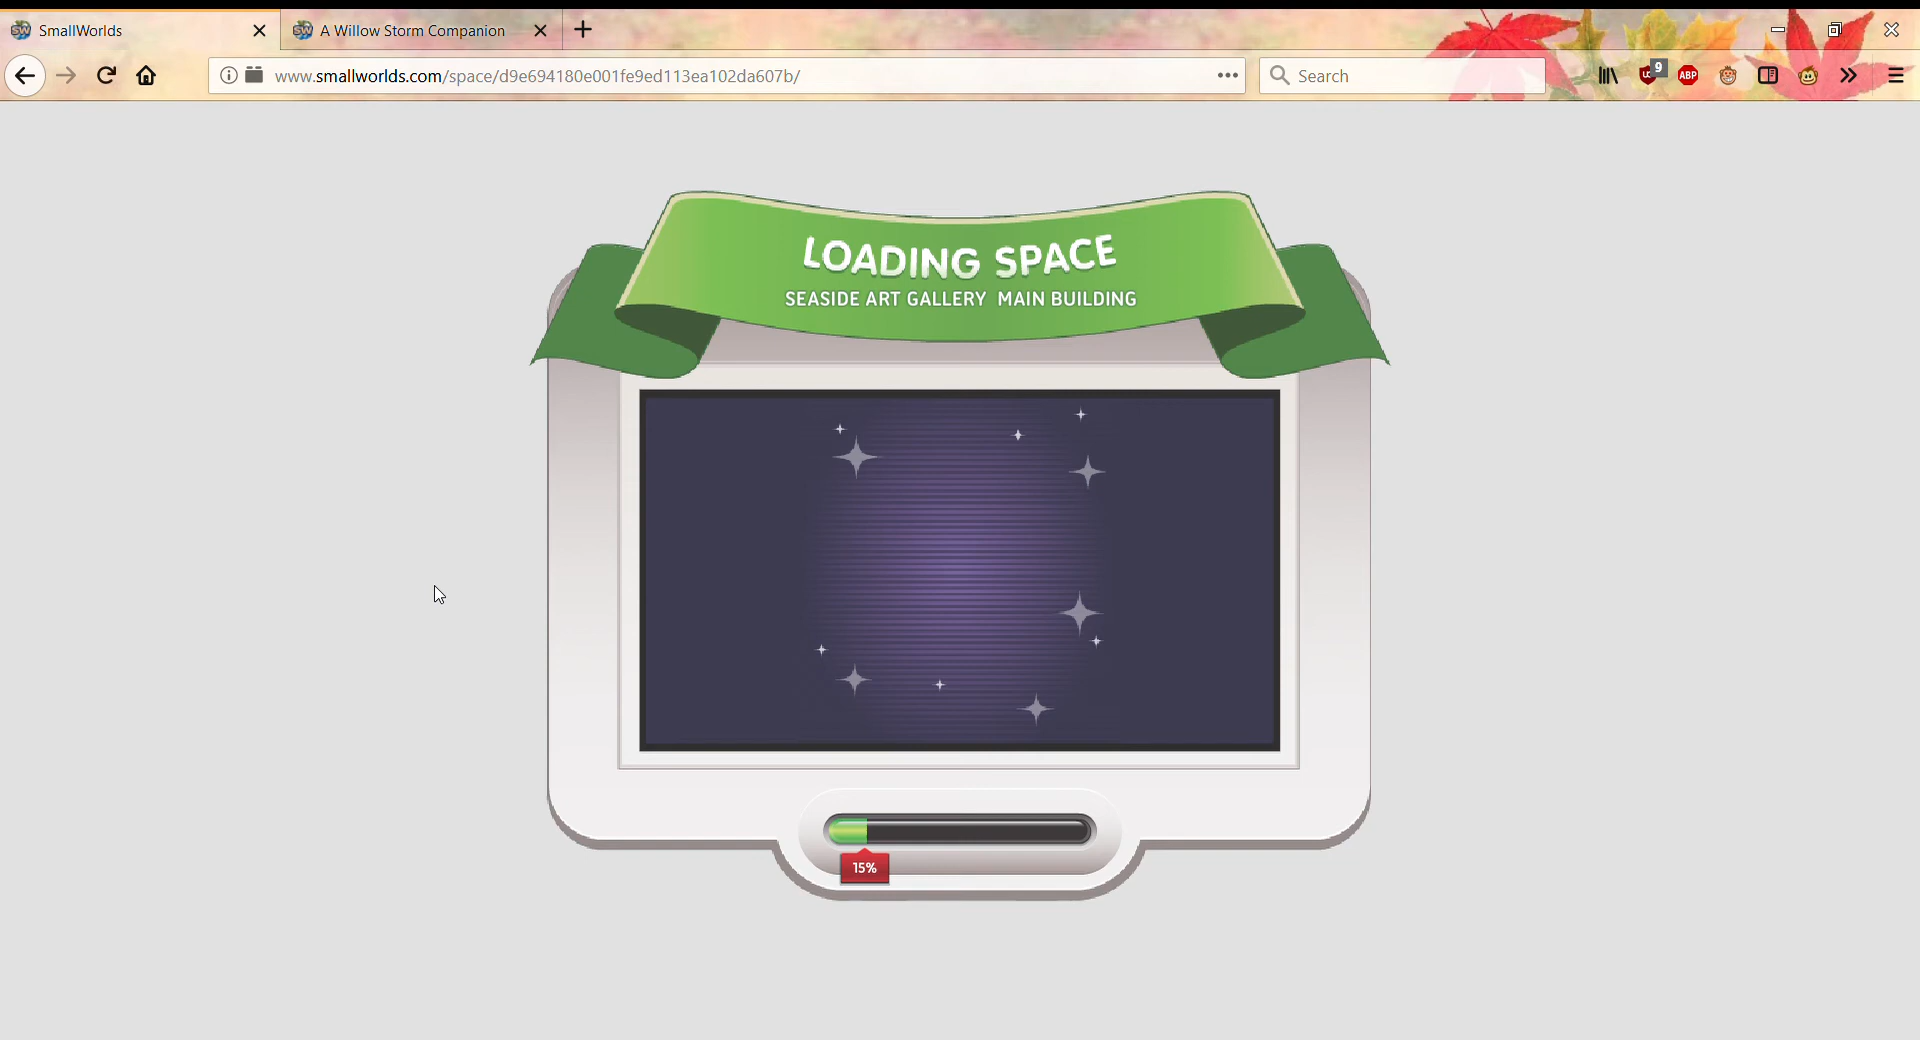 SmallWorlds
A Willow Storm Companion
www.smallworlds.com/space/d9e694180e001fe9ed113ea102da607b/
Search
9
ABP
LOADING SPACE
SEASIDE ART GALLERY MAIN BUILDING
15%